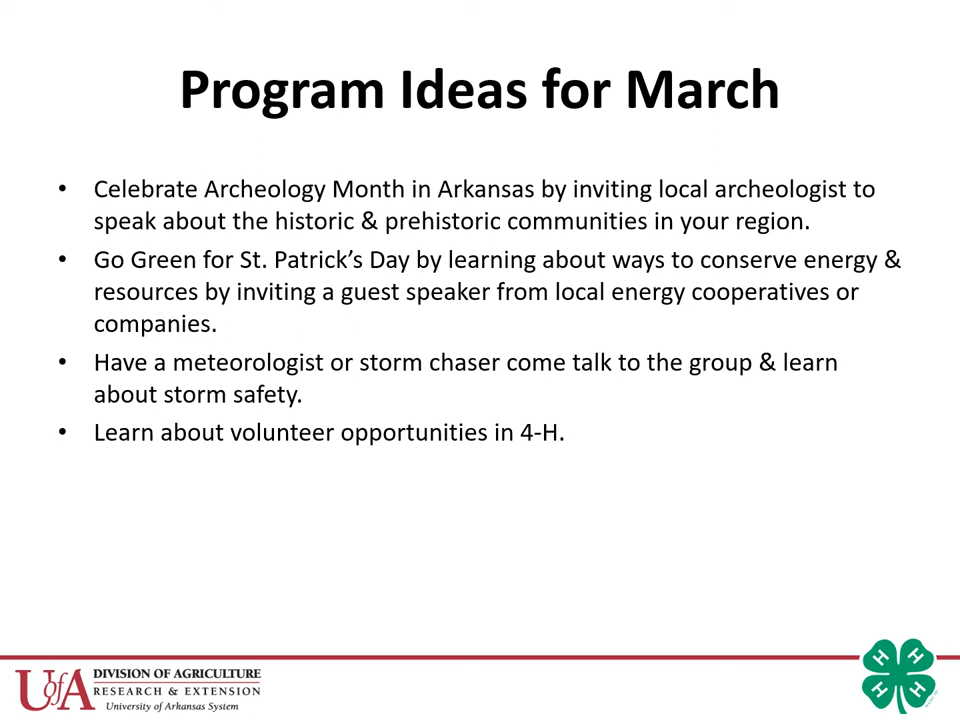 Program Ideas for March
• Celebrate Archeology Month in Arkansas by inviting local archeologist to
speak about the historic & prehistoric communities in your region.
• Go Green for St. Patrick’s Day by learning about ways to conserve energy &
resources by inviting a guest speaker from local energy cooperatives or
companies.
• Have a meteorologist or storm chaser come talk to the group & learn
about storm safety.
• Learn about volunteer opportunities in 4-H.
UofA
DIVISION OF AGRICULTURE
RESEARCH & EXTENSION
University of Arkansas System
H H
H H